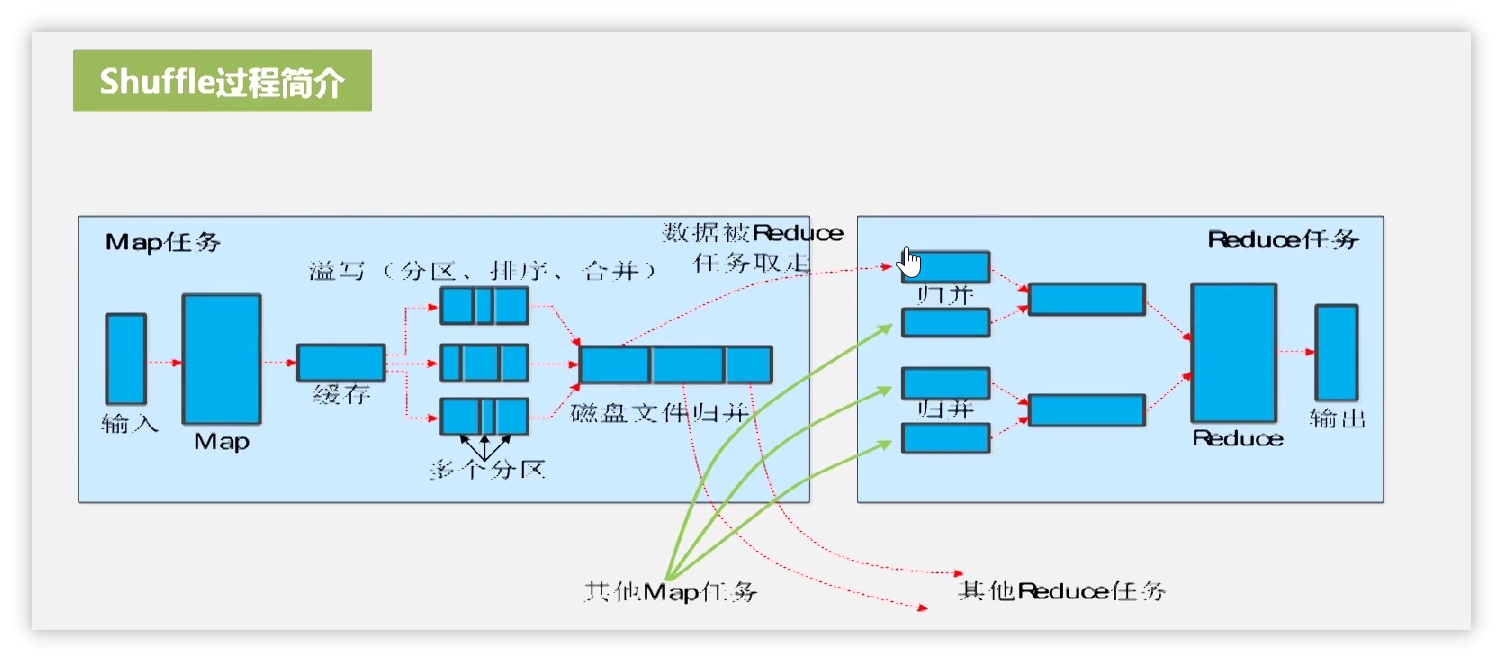 Shuffle过程简介
Map任务
数据被Reduce
任务取走
Reduce任务
溢写（分区、排序、合并）
输入
Map
缓存
磁盘文件归并
多个分区
归并
归并
Reduce
输出
其他Map任务
其他Reduce任务